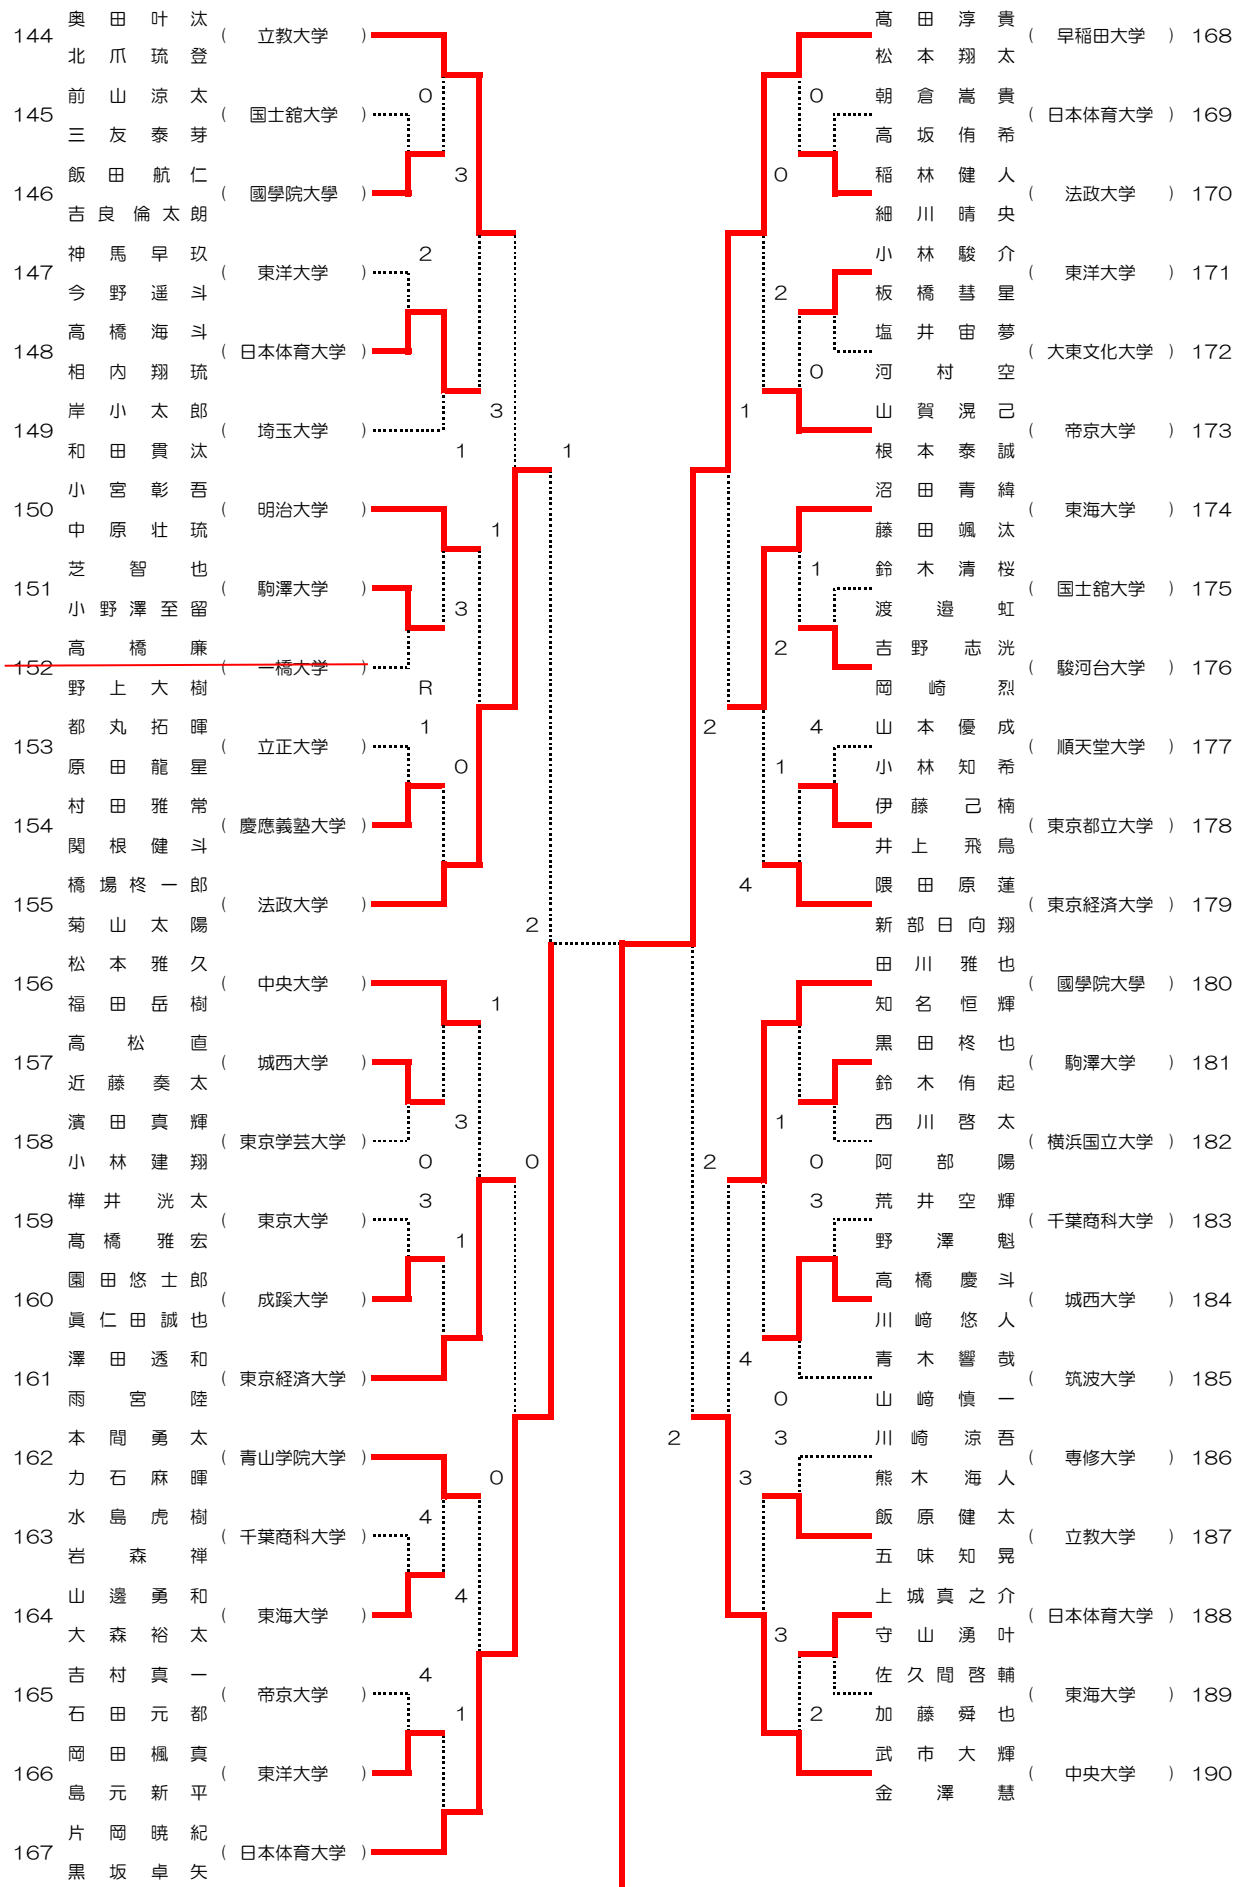 奥田叶汰
144 ( 立教大学 )
北爪琉登
0
前山涼太
145 ( 国士舘大学 )
三友泰芽
3
飯田航仁
146 ( 國學院大學 )
吉良倫太朗
神馬早玖
2
147 ( 東洋大学 )
今野遥斗
高橋海斗
148 ( 日本体育大学 )
相内翔琉
岸小太郎
3
149 ( 埼玉大学 )
和田貫汰
1
1
小宮彰吾
150 ( 明治大学 )
中原壮琉
1
芝智也
151 ( 駒澤大学 )
小野澤至留
3
高橋廉
152 ( 一橋大学 )
野上大樹
R
都丸拓暉
1
153 ( 立正大学 )
原田龍星
0
村田雅常
154 ( 慶應義塾大学 )
関根健斗
橋場柊一郎
155 ( 法政大学 )
菊山太陽
2
松本雅久
156 ( 中央大学 )
福田岳樹
1
高松直
157 ( 城西大学 )
近藤奏太
濱田真輝
3
158 ( 東京学芸大学 )
小林建翔
0
0
樺井洸太
3
159 ( 東京大学 )
髙橋雅宏
1
園田悠士郎
160 ( 成蹊大学 )
眞仁田誠也
澤田透和
161 ( 東京経済大学 )
雨宮陸
本間勇太
162 ( 青山学院大学 )
力石麻暉
0
水島虎樹
4
163 ( 千葉商科大学 )
岩森禅
山邊勇和
4
164 ( 東海大学 )
大森裕太
吉村真一
4
165 ( 帝京大学 )
石田元都
1
岡田楓真
166 ( 東洋大学 )
島元新平
片岡暁紀
167 ( 日本体育大学 )
黒坂卓矢
髙田淳貴
( 早稲田大学 ) 168
松本翔太
0
朝倉嵩貴
( 日本体育大学 ) 169
高坂侑希
0
稲林健人
( 法政大学 ) 170
細川晴央
小林駿介
( 東洋大学 ) 171
2
板橋彗星
塩井宙夢
( 大東文化大学 ) 172
0
河村空
1
山賀滉己
( 帝京大学 ) 173
根本泰誠
沼田青緯
( 東海大学 ) 174
藤田颯汰
1
鈴木清桜
( 国士舘大学 ) 175
渡邉虹
2
吉野志洸
( 駿河台大学 ) 176
岡崎烈
2
4
山本優成
( 順天堂大学 ) 177
1
小林知希
伊藤己楠
( 東京都立大学 ) 178
井上飛鳥
4
隈田原蓮
( 東京経済大学 ) 179
新部日向翔
田川雅也
( 國學院大學 ) 180
知名恒輝
黒田柊也
( 駒澤大学 ) 181
鈴木侑起
1
西川啓太
( 横浜国立大学 ) 182
2
0
阿部陽
3
荒井空輝
( 千葉商科大学 ) 183
野澤魁
高橋慶斗
( 城西大学 ) 184
川﨑悠人
4
青木響哉
( 筑波大学 ) 185
0
山﨑慎一
2
3
川崎涼吾
( 専修大学 ) 186
3
熊木海人
飯原健太
( 立教大学 ) 187
五味知晃
上城真之介
( 日本体育大学 ) 188
3
守山湧叶
佐久間啓輔
( 東海大学 ) 189
2
加藤舜也
武市大輝
( 中央大学 ) 190
金澤慧